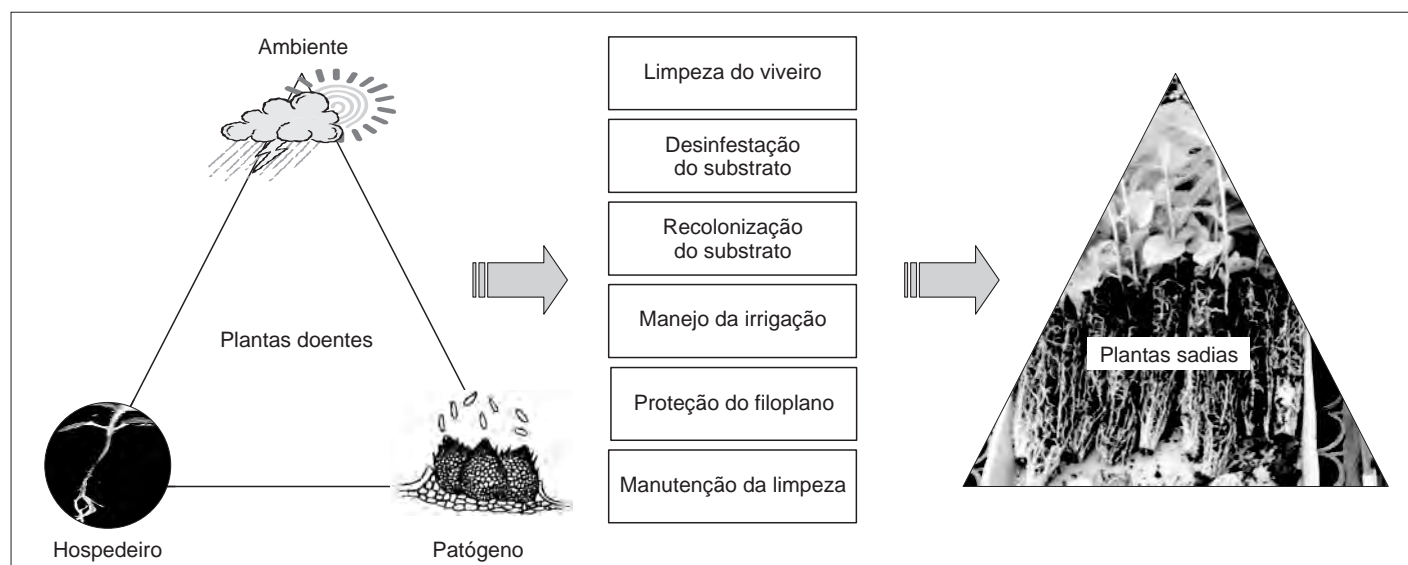 Ambiente
Plantas doentes
Hospedeiro
Patógeno
Limpeza do viveiro
Desinfestação
do substrato
Recolonização
do substrato
Manejo da irrigação
Proteção do filoplano
Manutenção da limpeza
Plantas sadias